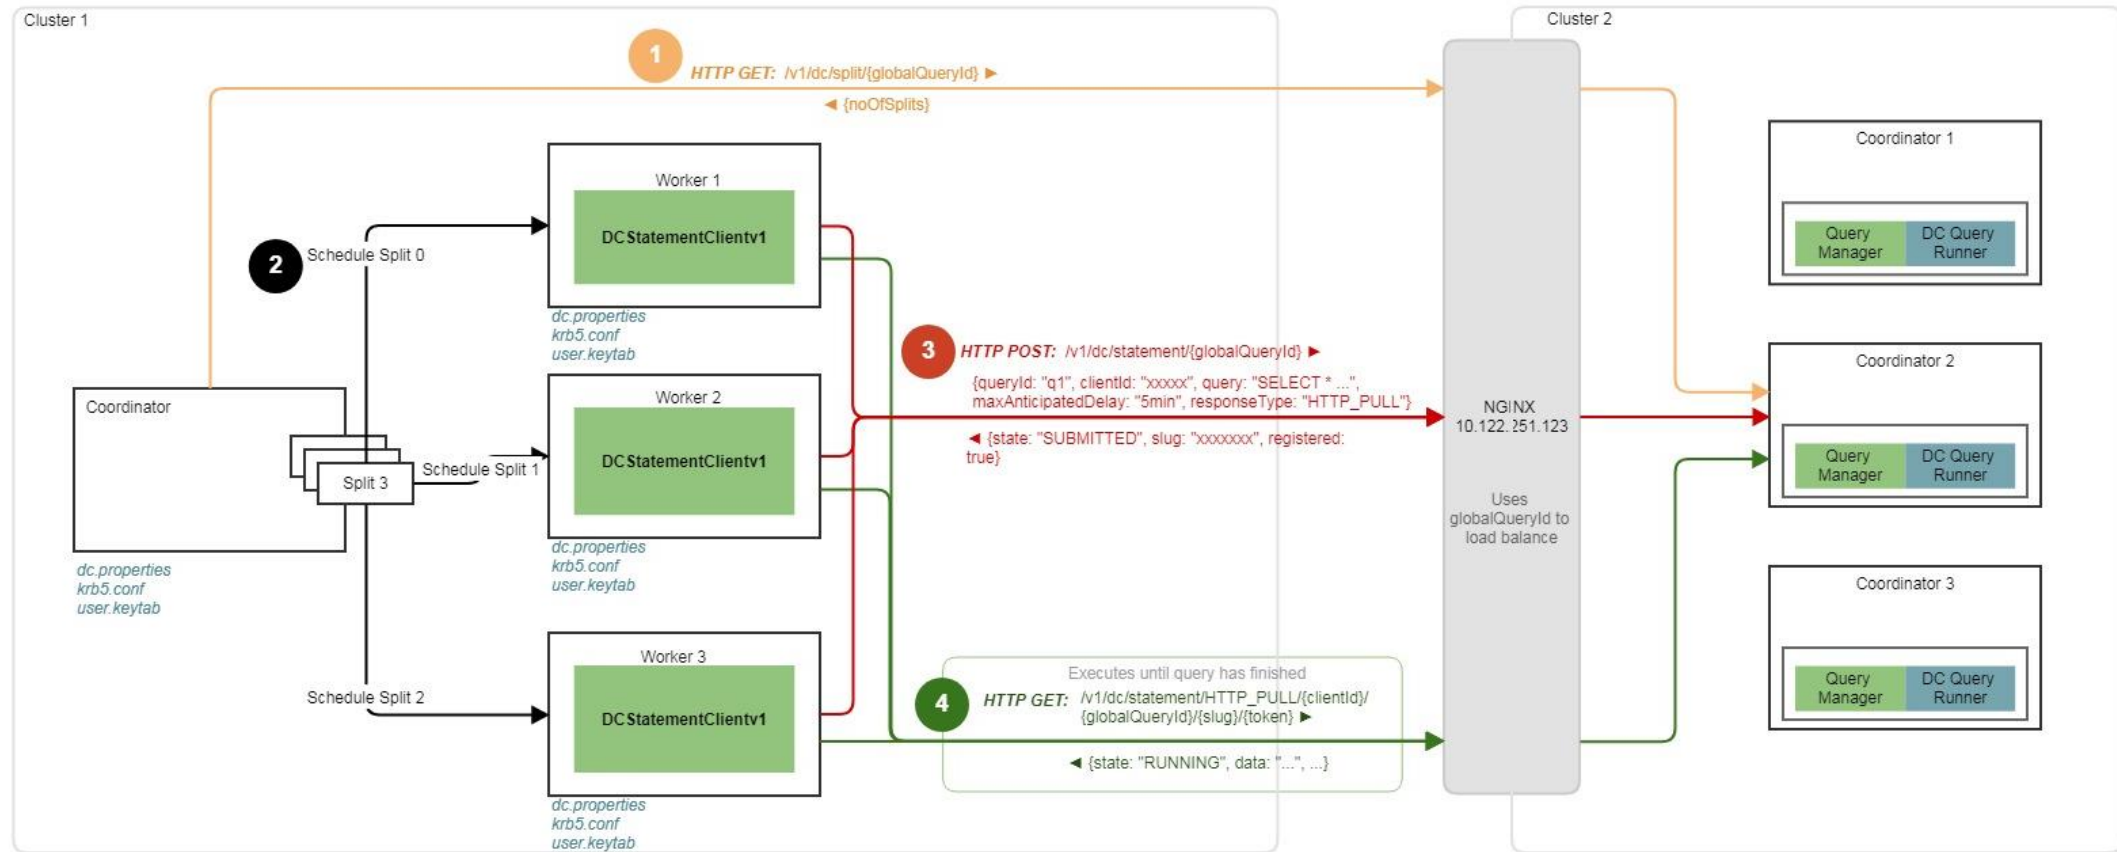 Cluster 1
Cluster 2
1
HTTP GET: /v1/dc/split/{globalQueryId} ►
◄ {noOfSplits}
Coordinator 1
Query
Manager
DC Query
Runner
Worker 1
DCStatementClientv1
dc.properties
krb5.conf
user.keytab
2
Schedule Split 0
3
HTTP POST: /v1/dc/statement/{globalQueryId} ►
{queryId: "q1", clientId: "xxxxx", query: "SELECT * ...",
maxAnticipatedDelay: "5min", responseType: "HTTP_PULL"}
◄ {state: "SUBMITTED", slug: "xxxxxxx", registered:
true}
NGINX
10.122.251.123
Uses
globalQueryId to
load balance
Coordinator 2
Query
Manager
DC Query
Runner
Coordinator
Split 3
dc.properties
krb5.conf
user.keytab
Schedule Split 1
Worker 2
DCStatementClientv1
dc.properties
krb5.conf
user.keytab
Schedule Split 2
Worker 3
DCStatementClientv1
dc.properties
krb5.conf
user.keytab
Executes until query has finished
4
HTTP GET: /v1/dc/statement/HTTP_PULL/{clientId}/
{globalQueryId}/{slug}/{token} ►
◄ {state: "RUNNING", data: "...", ...}
Coordinator 3
Query
Manager
DC Query
Runner